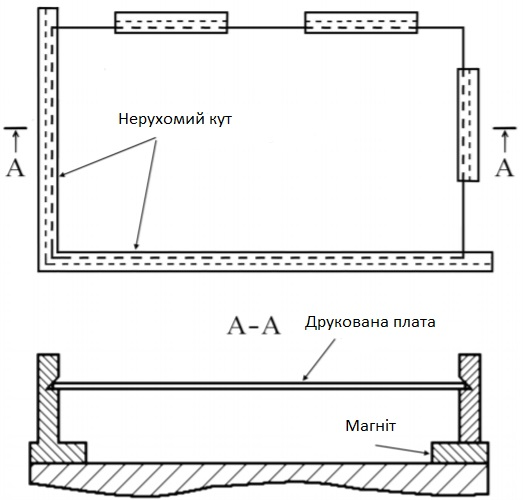 Нерухомий кут
А
А
А-А
Друкована плата
Магніт